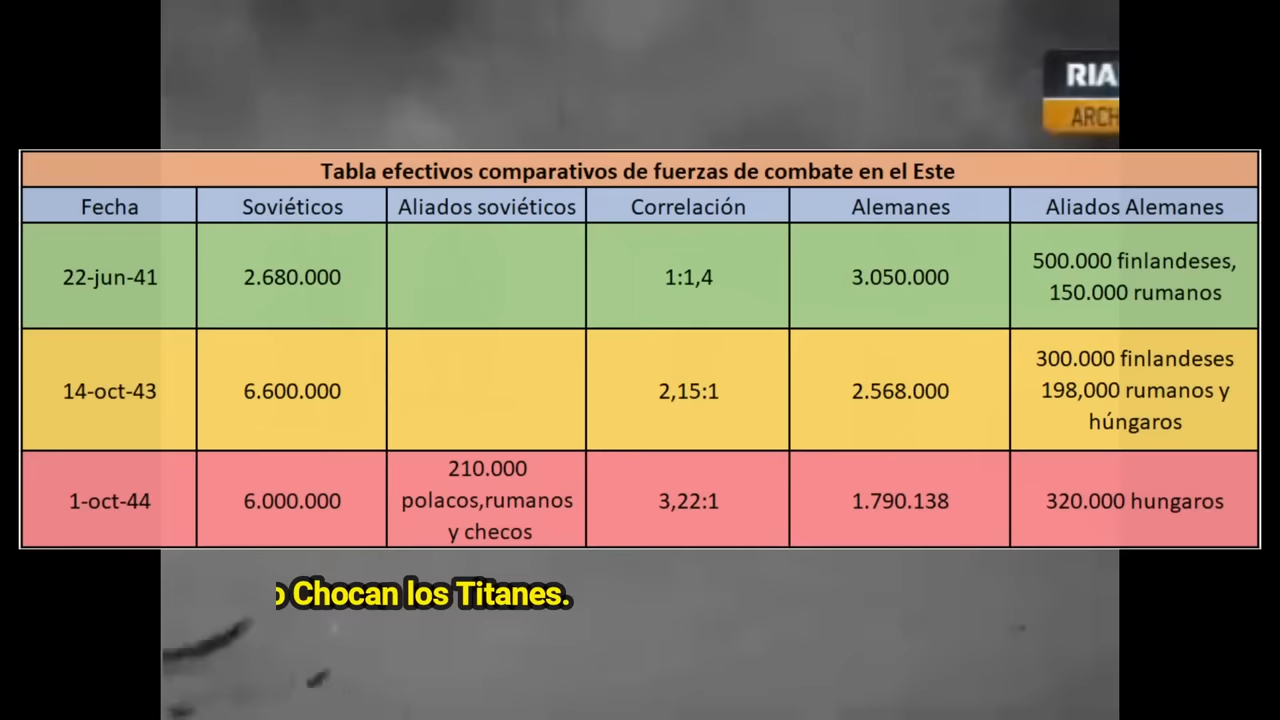 RIA
ARCH
Tabla efectivos comparativos de fuerzas de combate en el Este
Fecha Soviéticos Aliados soviéticos Correlación Alemanes Aliados Alemanes
22-jun-41 2.680.000 1:1,4 3.050.000 500.000 finlandeses,
150.000 rumanos
14-oct-43 6.600.000 2,15:1 2.568.000 300.000 finlandeses
198,000 rumanos y
húngaros
1-oct-44 6.000.000 210.000
polacos,rumanos
y checos 3,22:1 1.790.138 320.000 hungaros
o Chocan los Titanes.